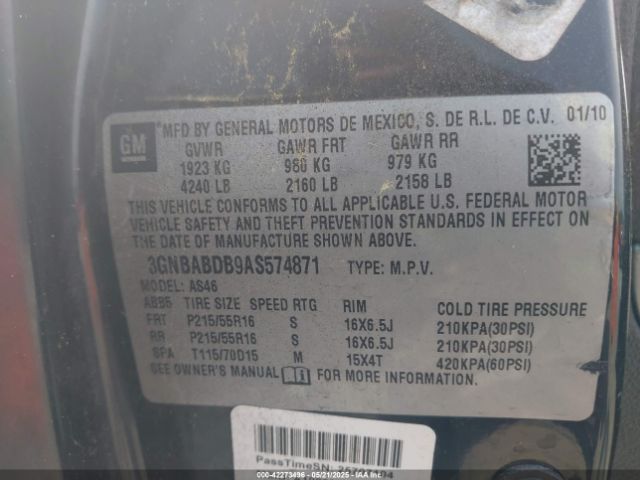 GM
MFD BY GENERAL MOTORS DE MEXICO, S. DE R.L. DE C.V. 01/10
GVWR GAWR FRT GAWR RR
1923 KG 980 KG 979 KG
4240 LB 2160 LB 2158 LB
THIS VEHICLE CONFORMS TO ALL APPLICABLE U.S. FEDERAL MOTOR
VEHICLE SAFETY AND THEFT PREVENTION STANDARDS IN EFFECT ON
THE DATE OF MANUFACTURE SHOWN ABOVE.
3GNBABDB9AS574871 TYPE: M.P.V.
MODEL: AS46
TIRE SIZE SPEED RTG RIM COLD TIRE PRESSURE
FRT P215/55R16 S 16X6.5J 210KPA(30PSI)
RR P215/55R16 S 16X6.5J 210KPA(30PSI)
SPA T115/70D15 M 15X4T 420KPA(60PSI)
SEE OWNER'S MANUAL FOR MORE INFORMATION.
PassTimeSN:
000-42273496 - 05/21/2025 - IAA Inc.